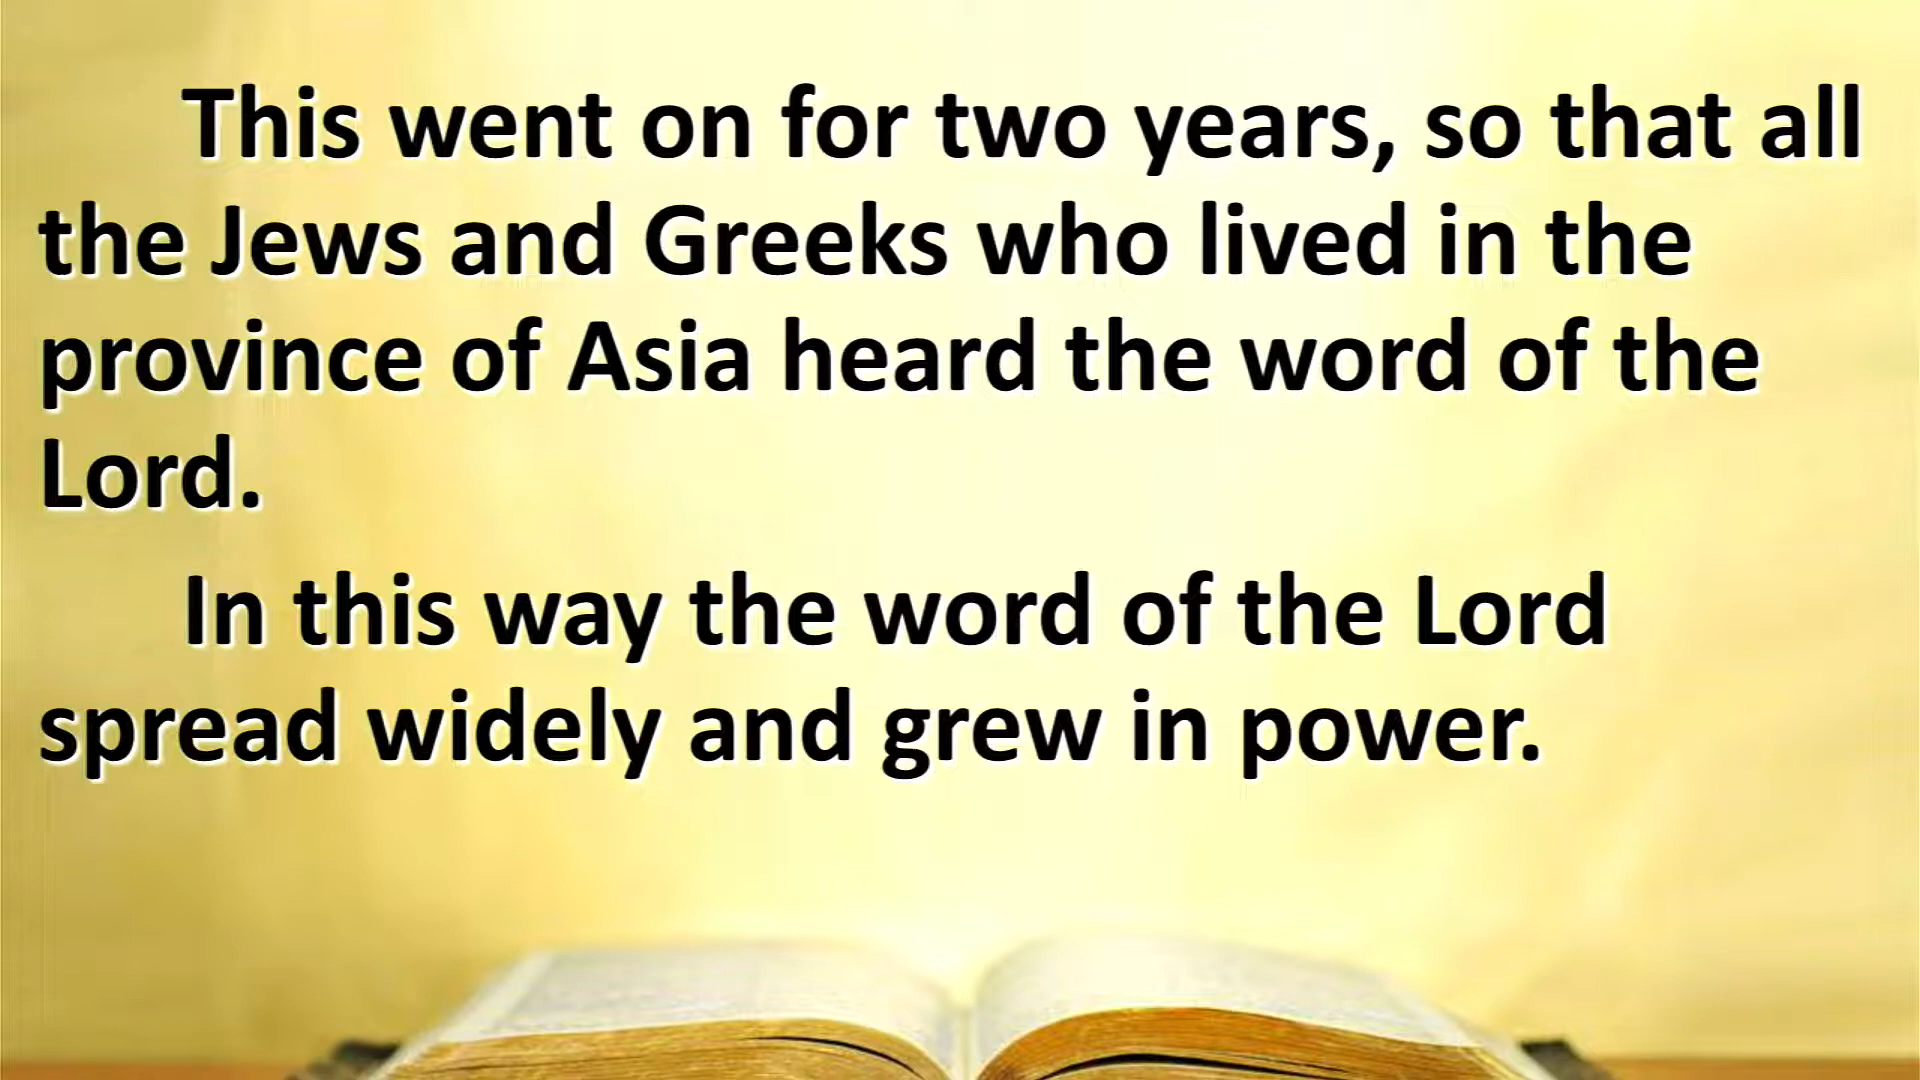 This went on for two years, so that all
the Jews and Greeks who lived in the
province of Asia heard the word of the
Lord.
In this way the word of the Lord
spread widely and grew in power.